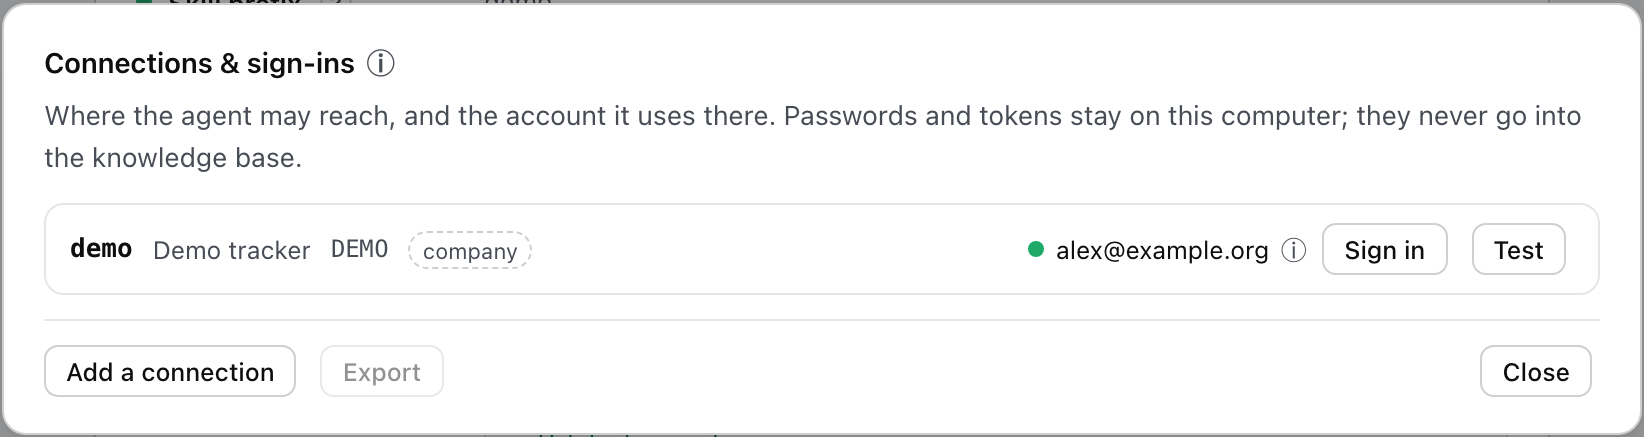 Connections & sign-ins ⓘ
Where the agent may reach, and the account it uses there. Passwords and tokens stay on this computer; they never go into
the knowledge base.
demo Demo tracker DEMO company alex@example.org ⓘ Sign in Test
Add a connection Export Close